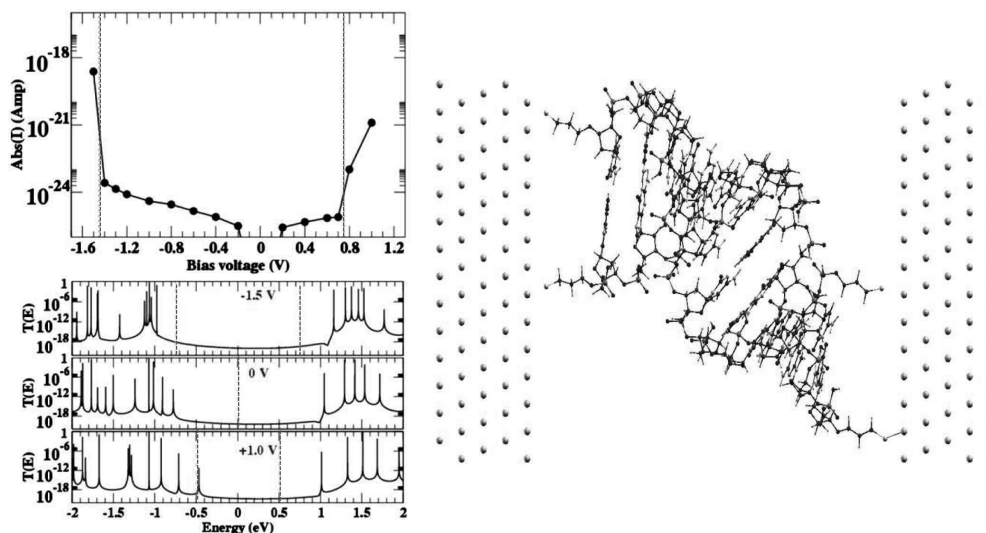 10^-18
10^-21
10^-24
Abs(I) (Amp)
-1.6 -1.2 -0.8 -0.4 0 0.4 0.8 1.2
Bias voltage (V)
1
10^-6
10^-12
10^-18
T(E)
-1.5 V
1
10^-6
10^-12
10^-18
T(E)
0 V
1
10^-6
10^-12
10^-18
T(E)
+1.0 V
-2 -1.5 -1 -0.5 0 0.5 1 1.5 2
Energy (eV)